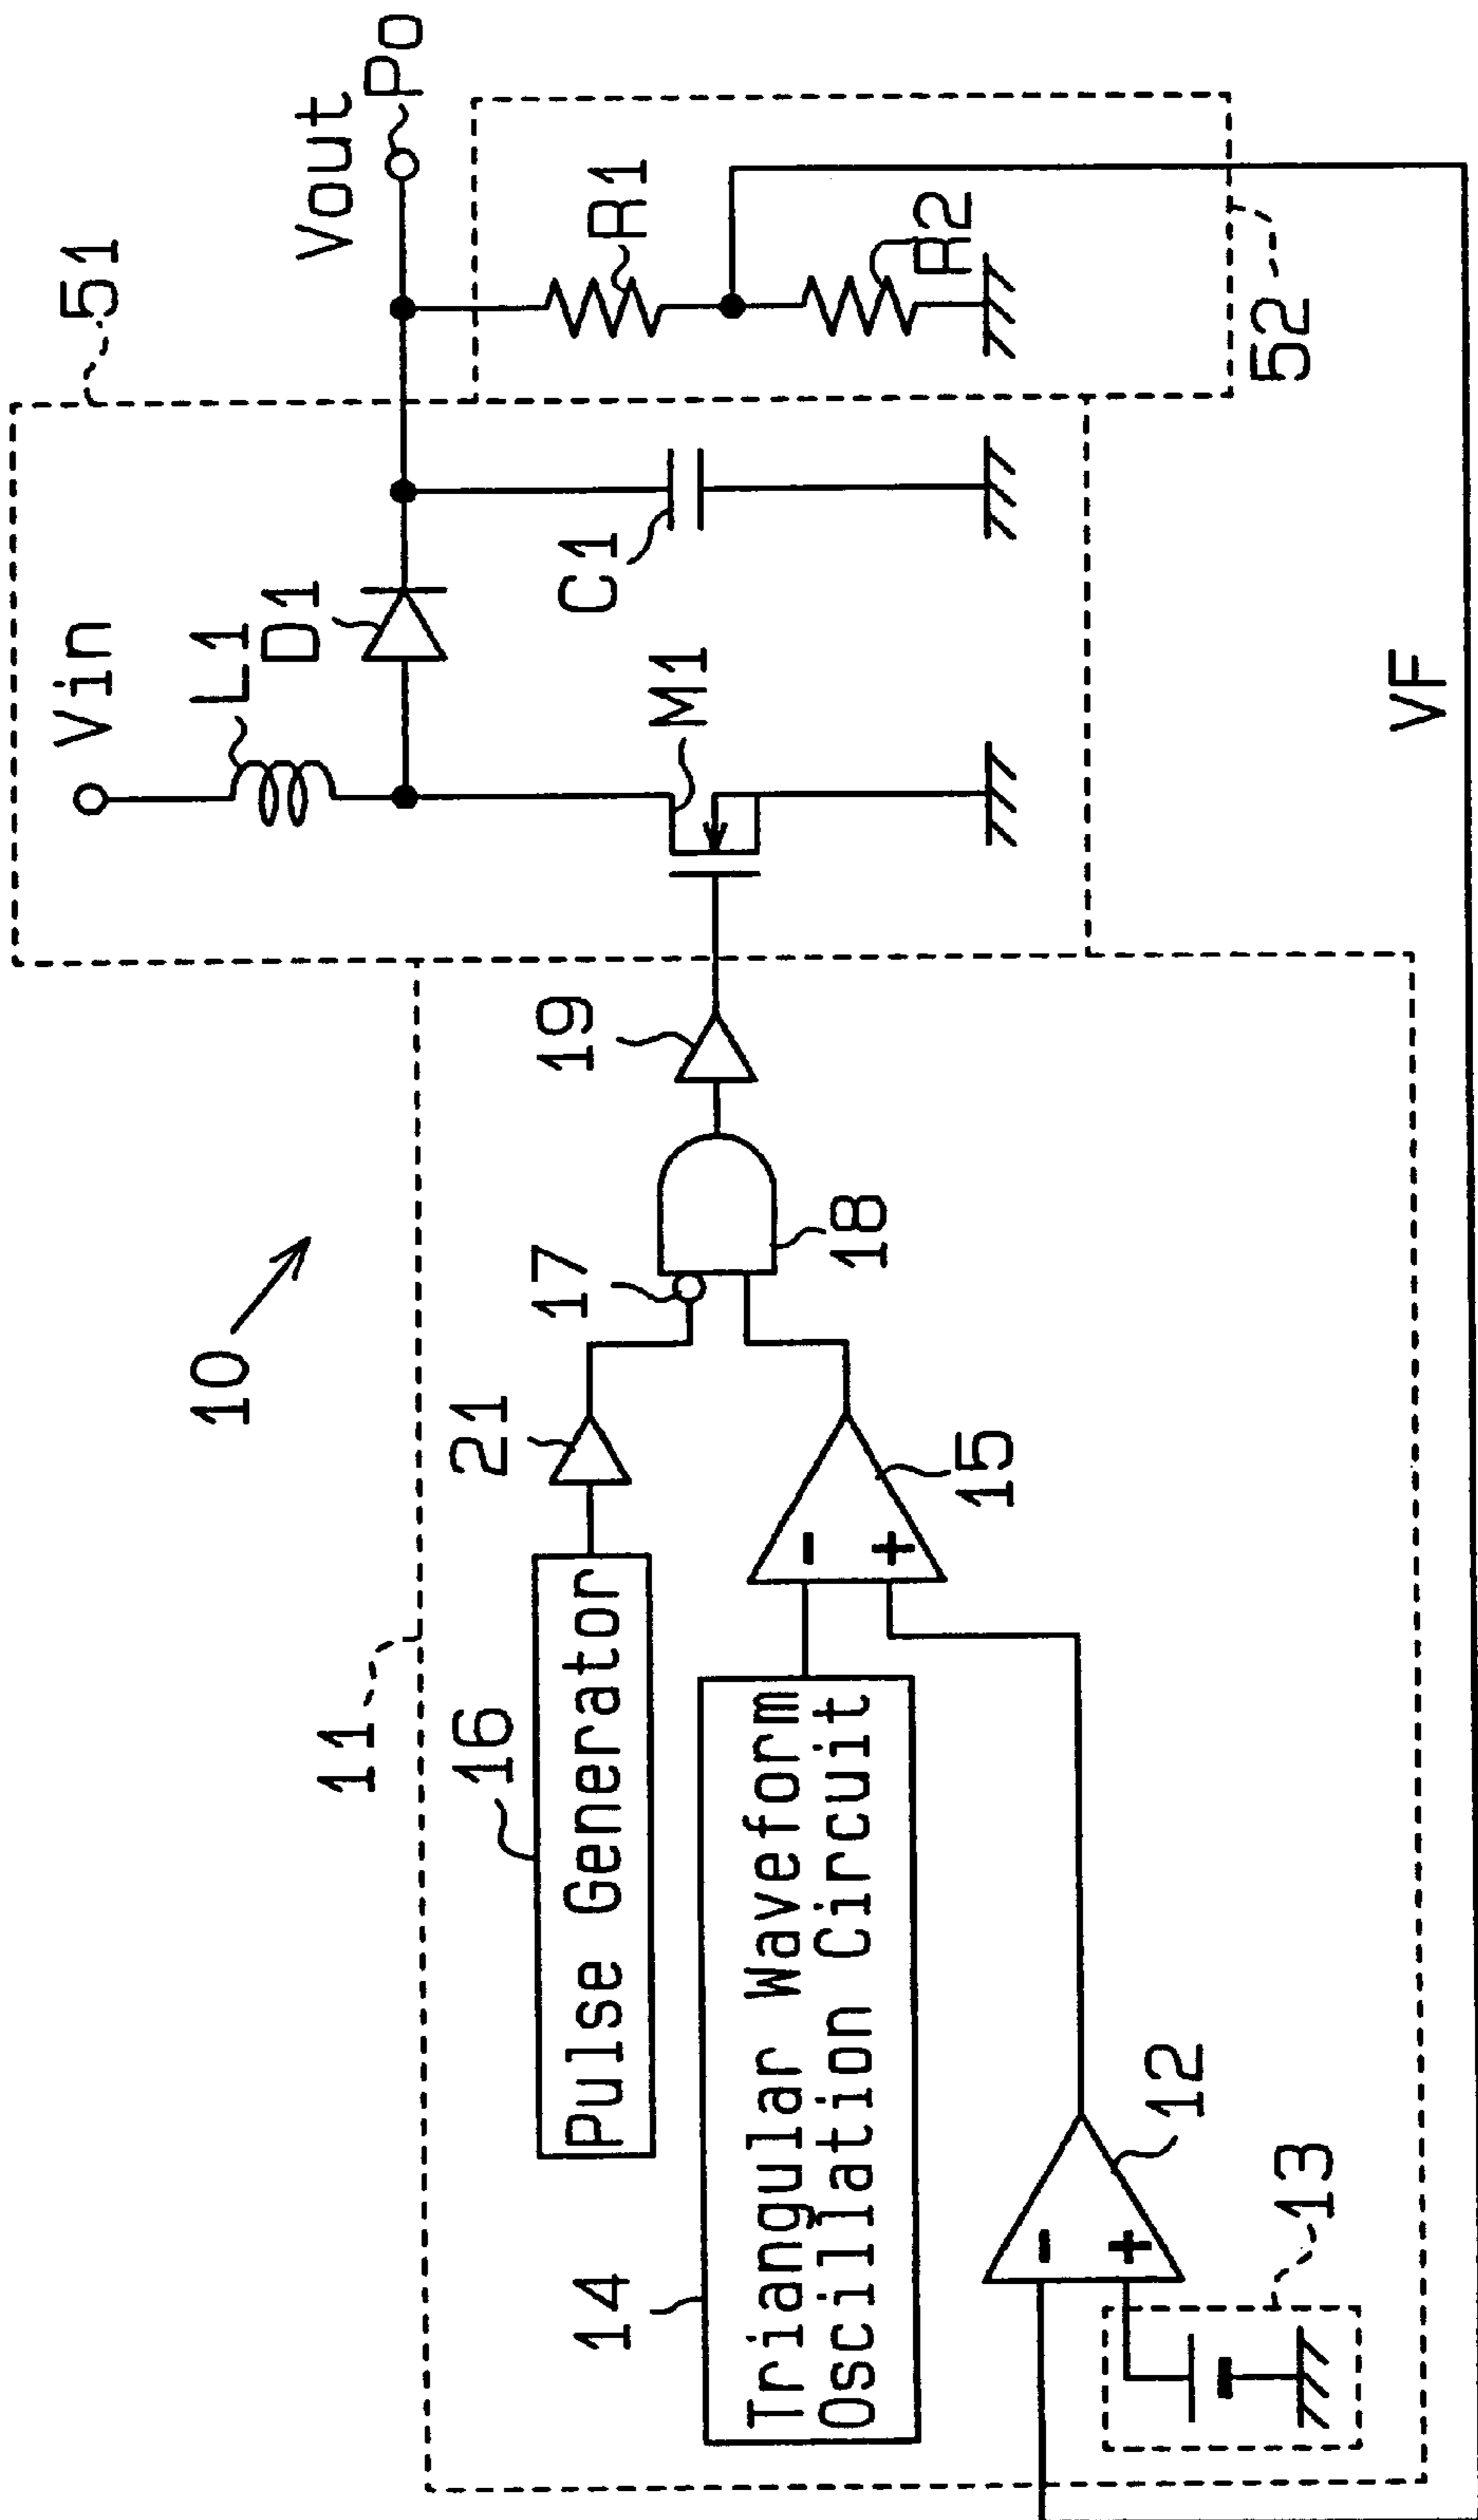 10
11
51
Vin
Vout
Po
L1
D1
R1
16
21
17
19
C1
Pulse Generator
14
M1
R2
Triangular Waveform
Oscillation Circuit
18
-
+
15
52
-
+
12
13
VF